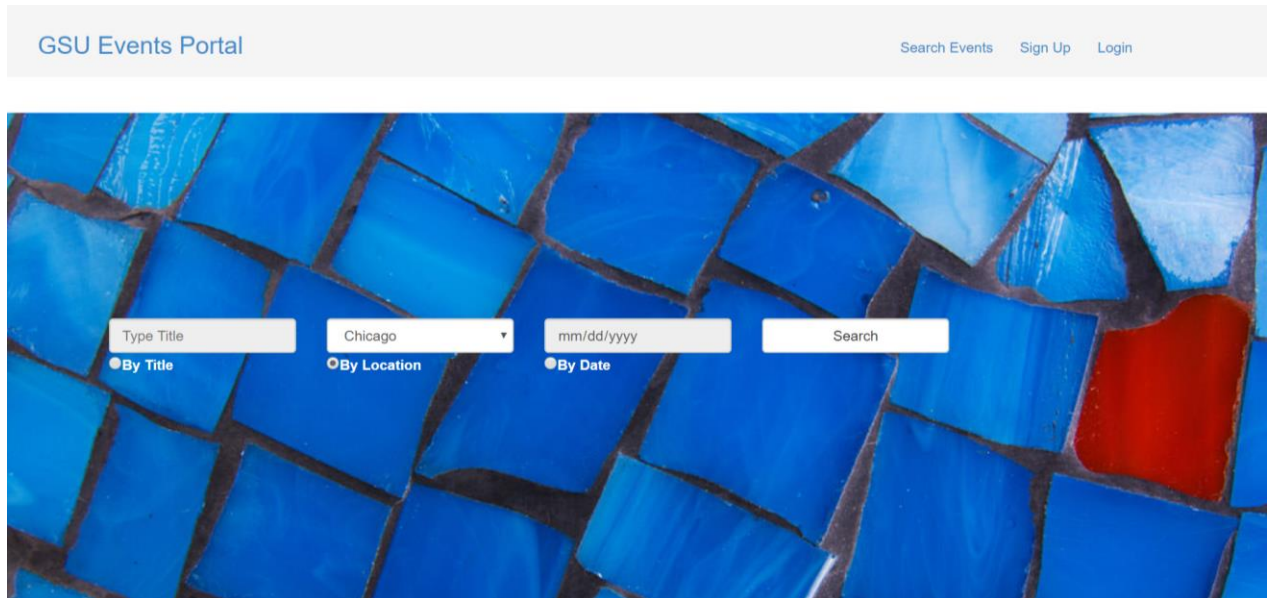 GSU Events Portal
Search Events Sign Up Login
Type Title Chicago mm/dd/yyyy Search
By Title By Location By Date